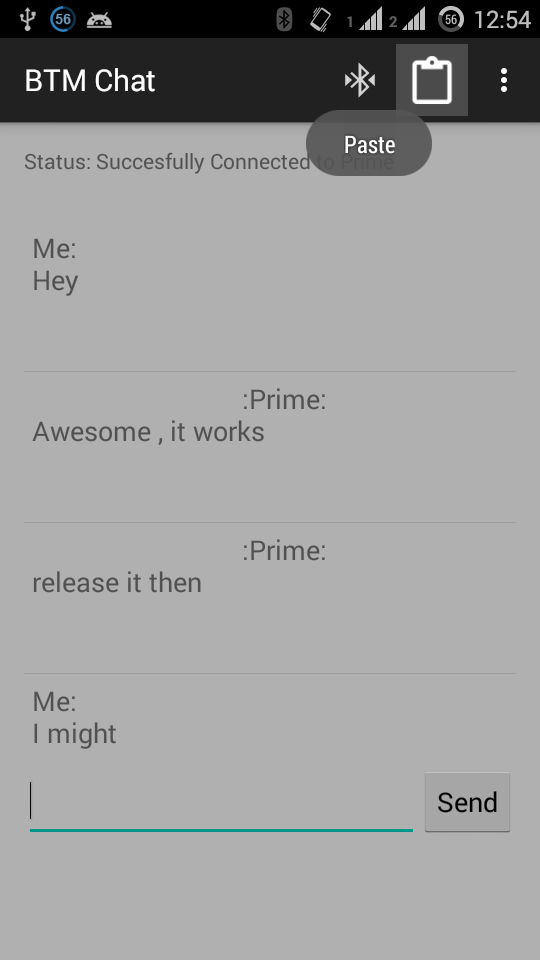 56 1 2 56 12:54
BTM Chat
Paste
Status: Succesfully Connected to Prime
Me:
Hey
:Prime:
Awesome , it works
:Prime:
release it then
Me:
I might
Send